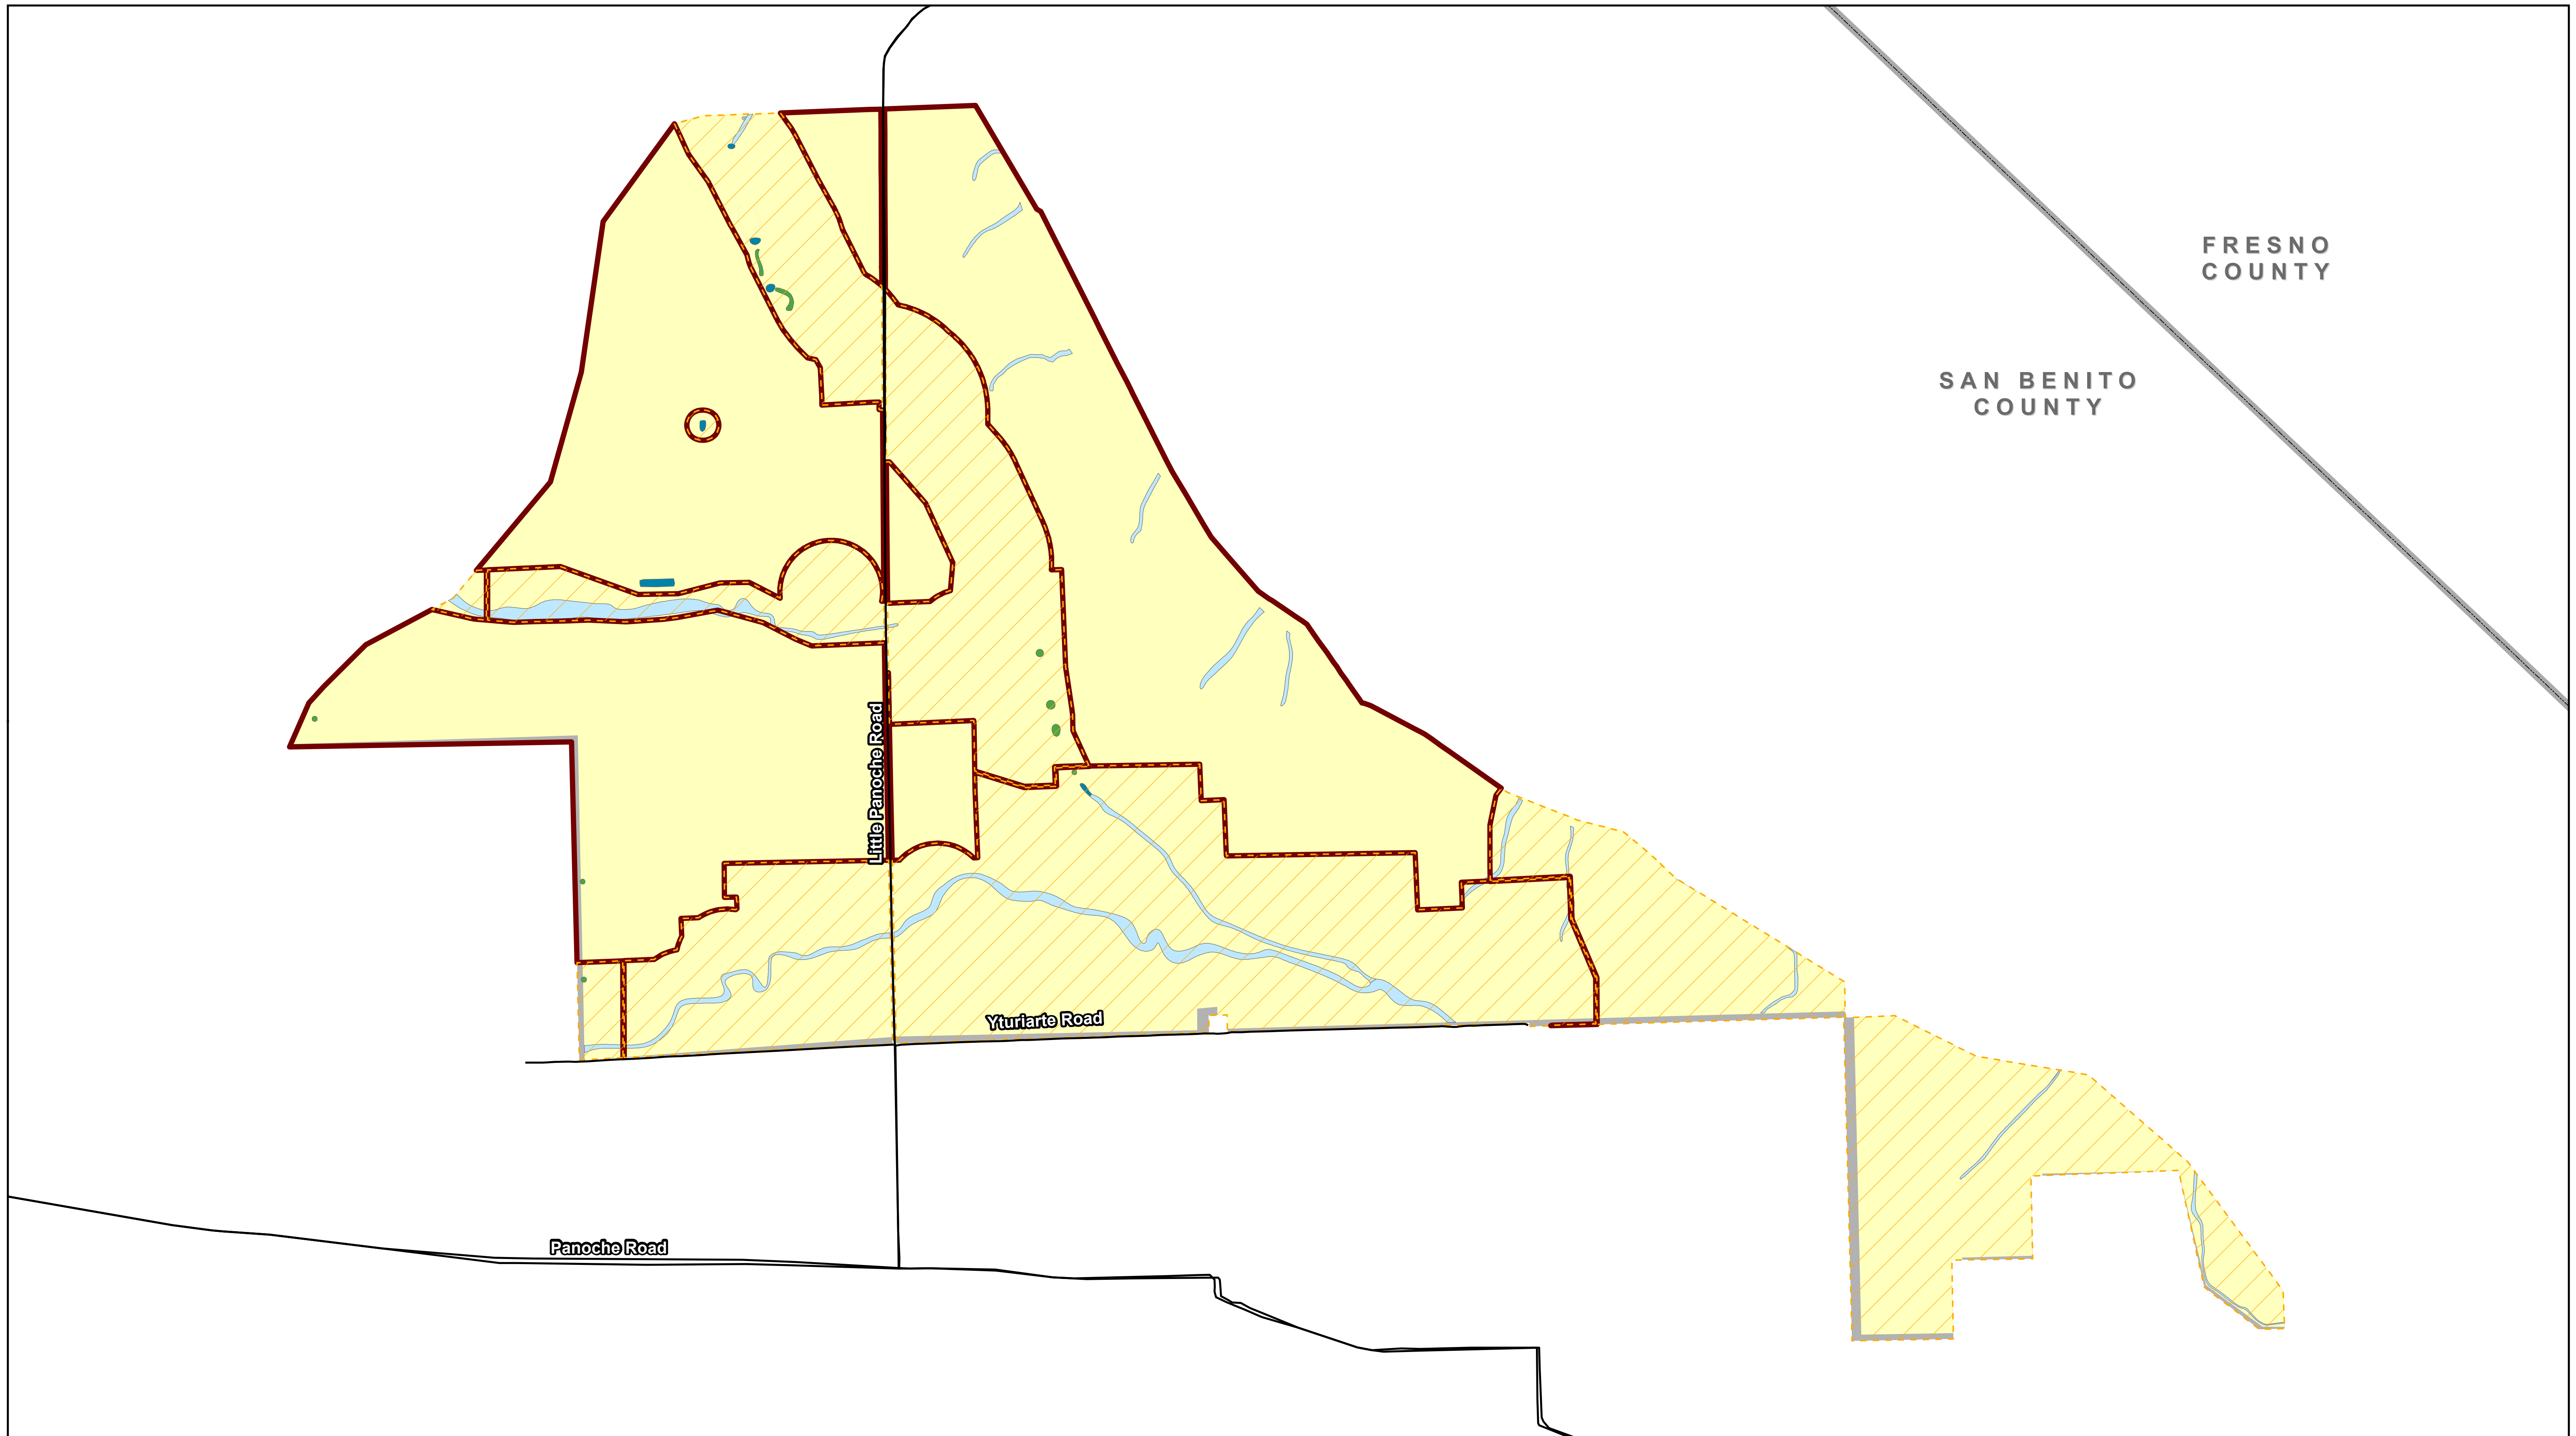 FRESNO
COUNTY
SAN BENITO
COUNTY
Little Panoche Road
Yturiarte Road
Panoche Road